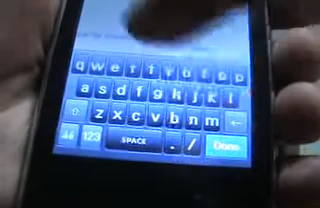 q w e r t y u i o p
a s d f g h j k l
z x c v b n m
123 SPACE . / Done